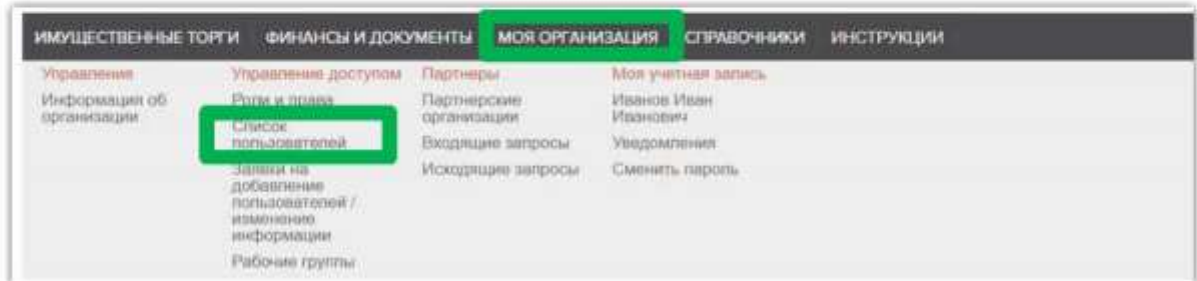 ИМУЩЕСТВЕННЫЕ ТОРГИ ФИНАНСЫ И ДОКУМЕНТЫ МОЯ ОРГАНИЗАЦИЯ СПРАВОЧНИКИ ИНСТРУКЦИИ
Управления
Информация об
организации
Управление доступом
Роли и права
Список
пользователей
Заявки на
добавление
пользователей /
изменение
информации
Рабочие группы
Партнеры
Партнерские
организации
Входящие запросы
Исходящие запросы
Моя учетная запись
Иванов Иван
Иванович
Уведомления
Сменить пароль